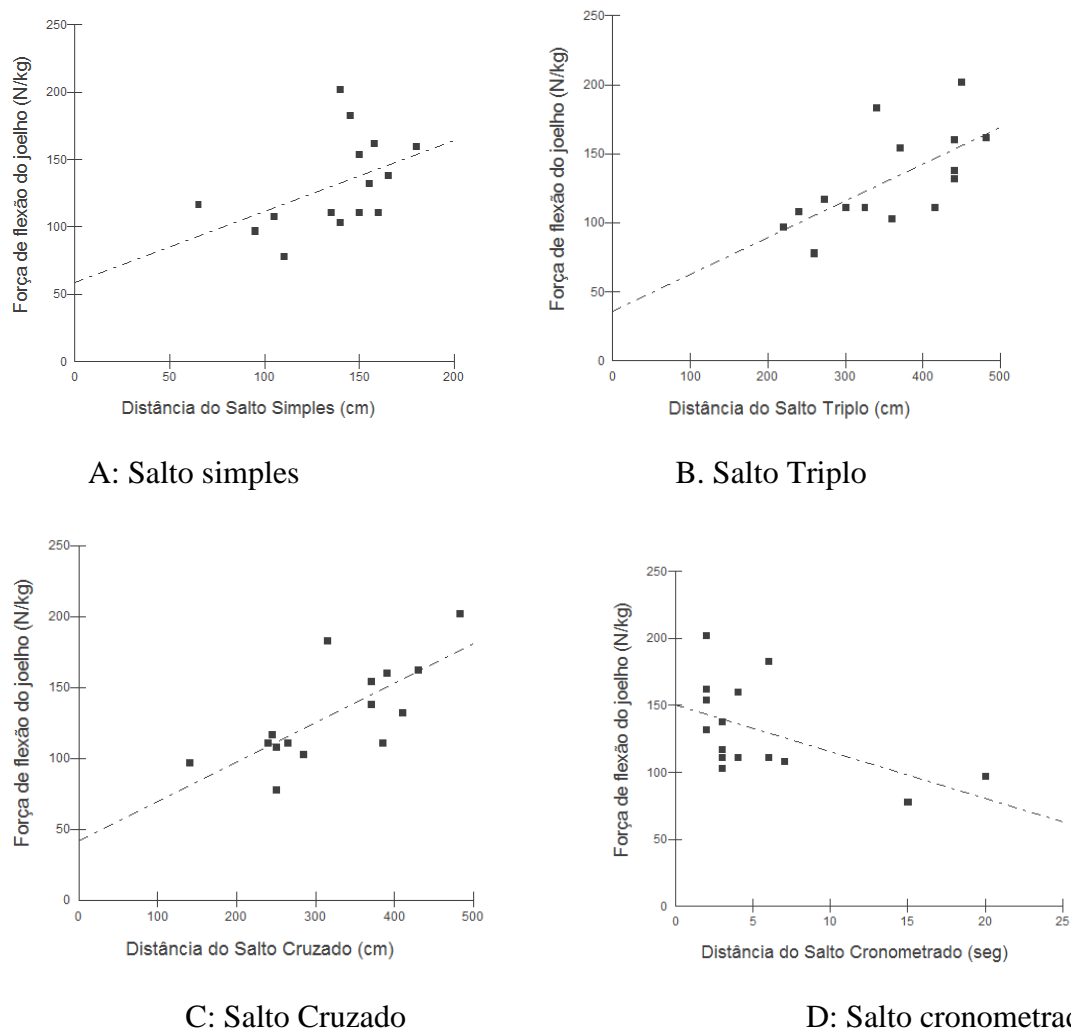 250
200
150
100
50
0
0 50 100 150 200
Força de flexão do joelho (N/kg)
Distância do Salto Simples (cm)
A: Salto simples
250
200
150
100
50
0
0 100 200 300 400 500
Força de flexão do joelho (N/kg)
Distância do Salto Triplo (cm)
B. Salto Triplo
250
200
150
100
50
0
0 100 200 300 400 500
Força de flexão do joelho (N/kg)
Distância do Salto Cruzado (cm)
C: Salto Cruzado
250
200
150
100
50
0
0 5 10 15 20 25
Força de flexão do joelho (N/kg)
Distância do Salto Cronometrado (seg)
D: Salto cronometrad